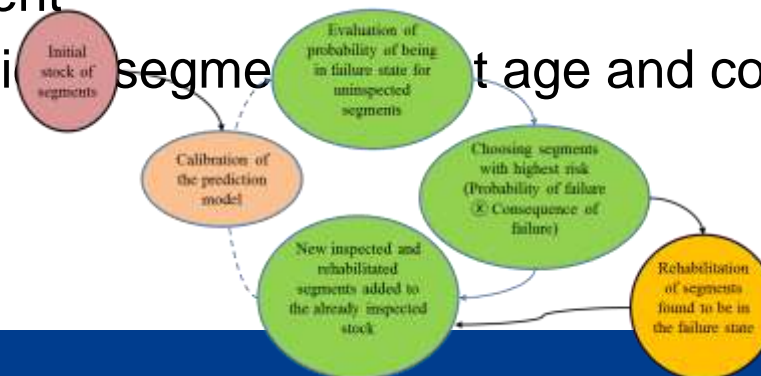 ent
Initial
stock of
segments
segme
t age and co
Evaluation of
probability of being
in failure state for
uninspected
segments
Calibration of
the prediction
model
Choosing segments
with highest risk
(Probability of failure
ⓧ Consequence of
failure)
New inspected and
rehabilitated
segments added to
the already inspected
stock
Rehabilitation
of segments
found to be in
the failure state